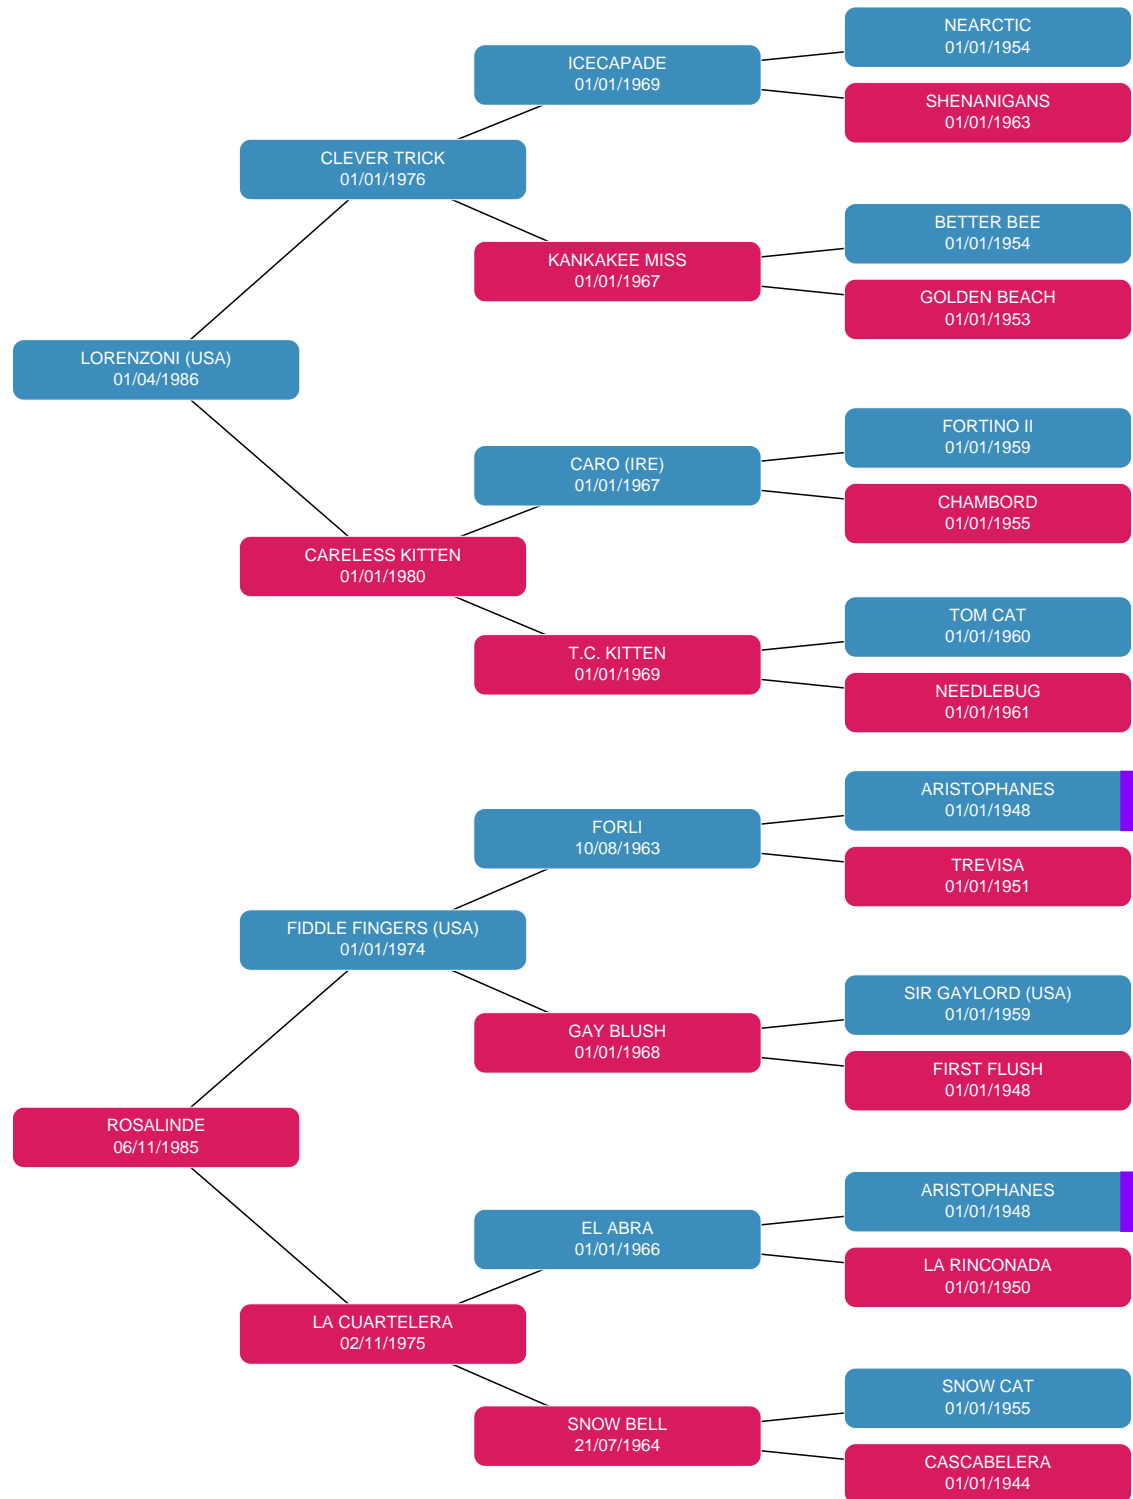 NEARCTIC
01/01/1954
ICECAPADE
01/01/1969
SHENANIGANS
01/01/1963
CLEVER TRICK
01/01/1976
BETTER BEE
01/01/1954
KANKAKEE MISS
01/01/1967
GOLDEN BEACH
01/01/1953
LORENZONI (USA)
01/04/1986
FORTINO II
01/01/1959
CARO (IRE)
01/01/1967
CHAMBORD
01/01/1955
CARELESS KITTEN
01/01/1980
TOM CAT
01/01/1960
T.C. KITTEN
01/01/1969
NEEDLEBUG
01/01/1961
ARISTOPHANES
01/01/1948
FORLI
10/08/1963
TREVISA
01/01/1951
FIDDLE FINGERS (USA)
01/01/1974
SIR GAYLORD (USA)
01/01/1959
GAY BLUSH
01/01/1968
FIRST FLUSH
01/01/1948
ROSALINDE
06/11/1985
ARISTOPHANES
01/01/1948
EL ABRA
01/01/1966
LA RINCONADA
01/01/1950
LA CUARTELERA
02/11/1975
SNOW CAT
01/01/1955
SNOW BELL
21/07/1964
CASCABELERA
01/01/1944